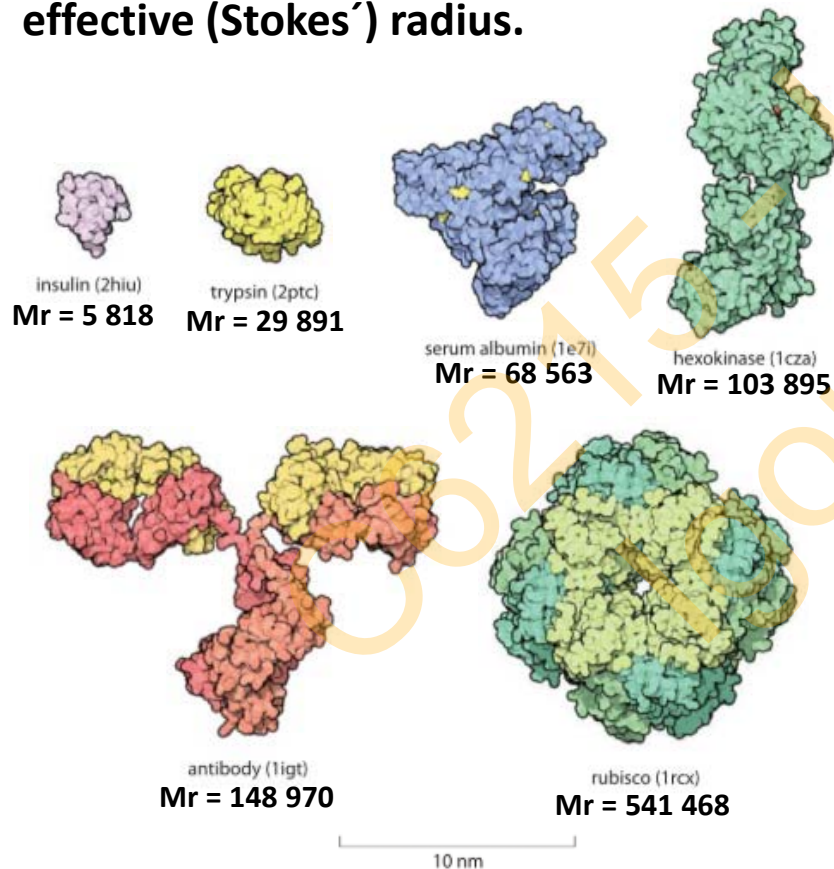 effective (Stokes´) radius.
insulin (2hiu)
Mr = 5 818
trypsin (2ptc)
Mr = 29 891
serum albumin (1e7i)
Mr = 68 563
hexokinase (1cza)
Mr = 103 895
antibody (1igt)
Mr = 148 970
rubisco (1rcx)
Mr = 541 468
10 nm
C6215